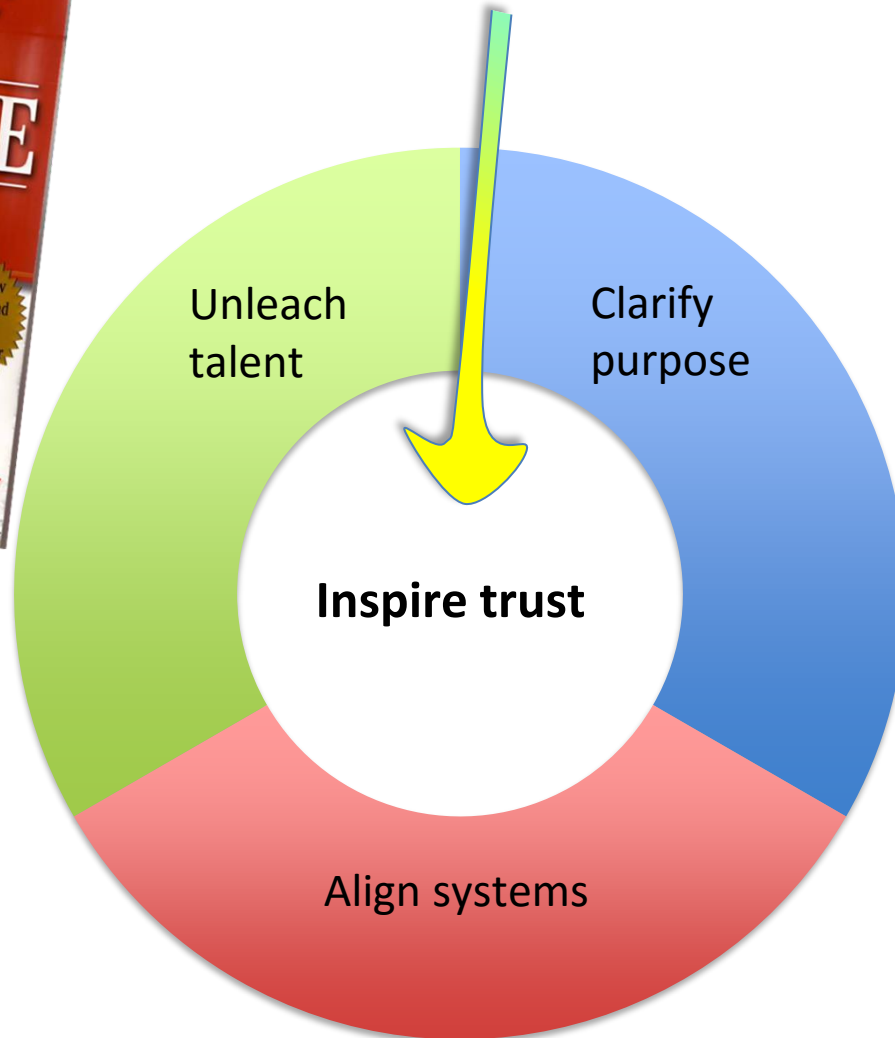 E
Unleach
talent
Clarify
purpose
Inspire trust
Align systems